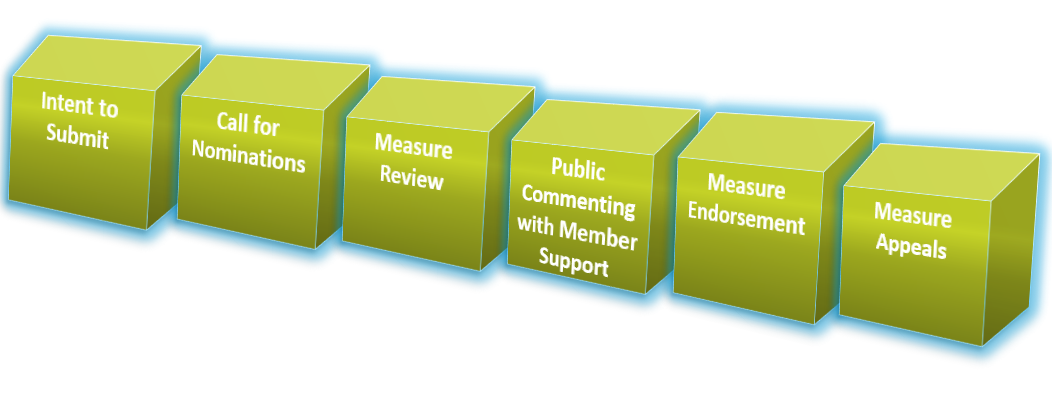 Intent to
Submit
Call for
Nominations
Measure
Review
Public
Commenting
with Member
Support
Measure
Endorsement
Measure
Appeals